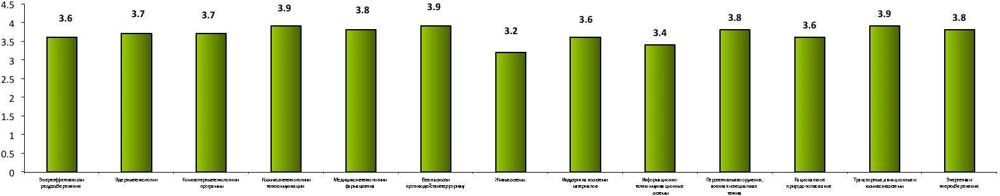 4.5
4
3.5
3
2.5
2
1.5
1
0.5
0
3.6
3.7
3.7
3.9
3.8
3.9
3.2
3.6
3.4
3.8
3.6
3.9
3.8
Энергоэффективность и
ресурсосбережение
Ядерные технологии
Компьютерные технологии и
программы
Космические технологии и
телекоммуникации
Медицинские технологии и
фармацевтика
Безопасность и
противодействие терроризму
Живые системы
Индустрия наносистем и
материалов
Информационно-
телекоммуникационные
системы
Перспективные вооружения,
военная и специальная
техника
Рациональное
природопользование
Транспортные, авиационные и
космические системы
Энергетика и
энергосбережение